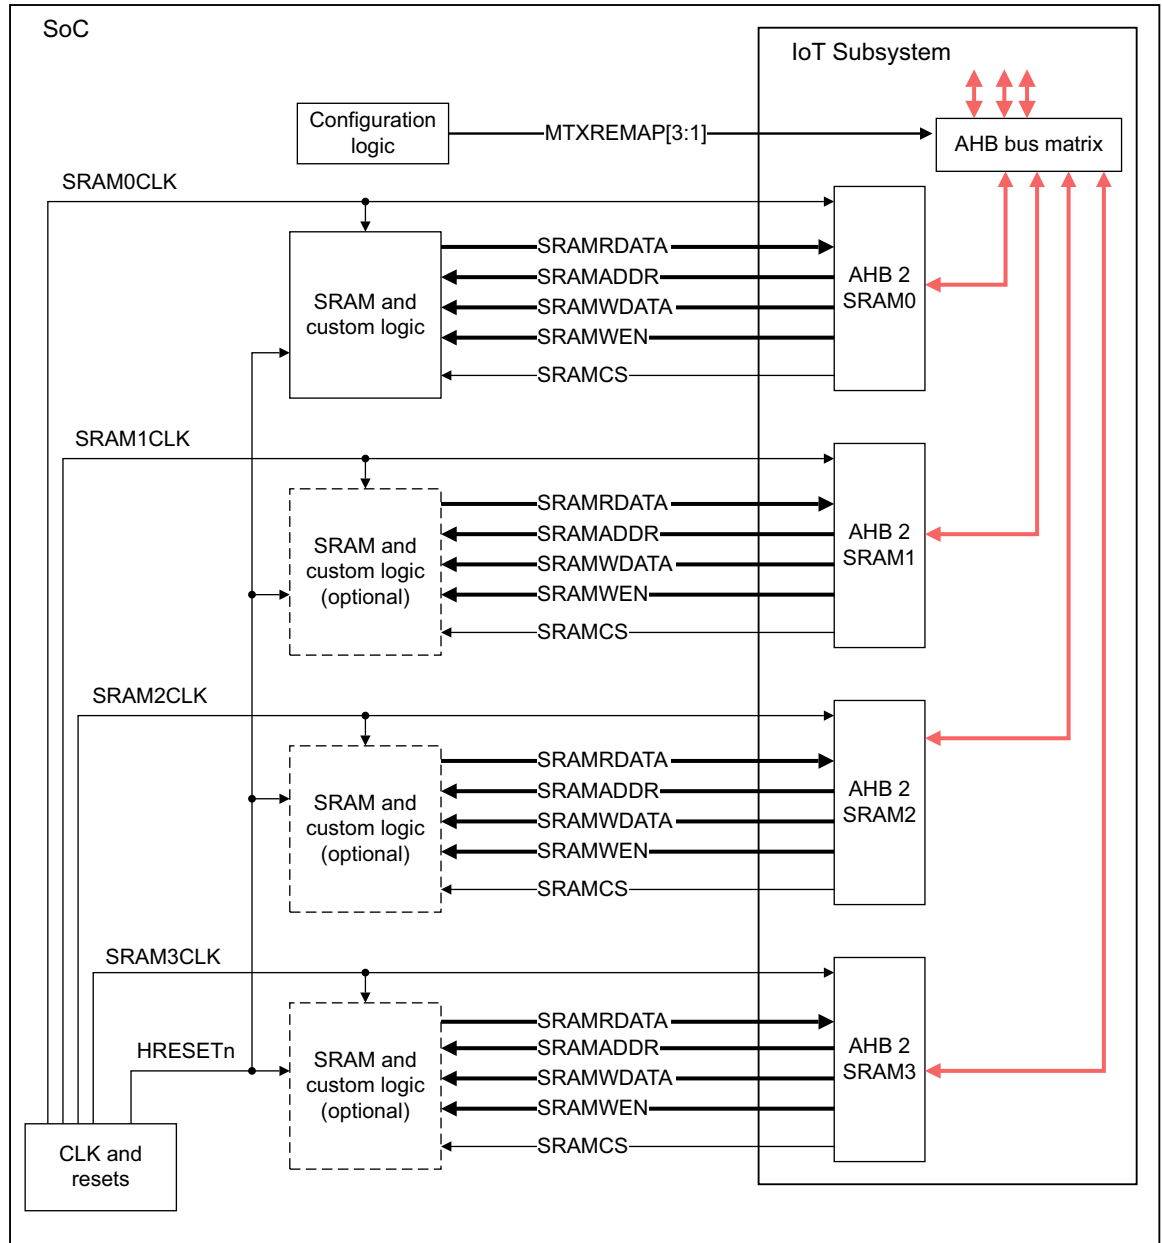 SoC
IoT Subsystem
Configuration
logic
MTXREMAP[3:1]
AHB bus matrix
SRAM0CLK
SRAM and
custom logic
SRAMRDATA
SRAMADDR
SRAMWDATA
SRAMWEN
SRAMCS
AHB 2
SRAM0
SRAM1CLK
SRAM and
custom logic
(optional)
SRAMRDATA
SRAMADDR
SRAMWDATA
SRAMWEN
SRAMCS
AHB 2
SRAM1
SRAM2CLK
SRAM and
custom logic
(optional)
SRAMRDATA
SRAMADDR
SRAMWDATA
SRAMWEN
SRAMCS
AHB 2
SRAM2
SRAM3CLK
HRESETn
SRAM and
custom logic
(optional)
SRAMRDATA
SRAMADDR
SRAMWDATA
SRAMWEN
SRAMCS
AHB 2
SRAM3
CLK and
resets